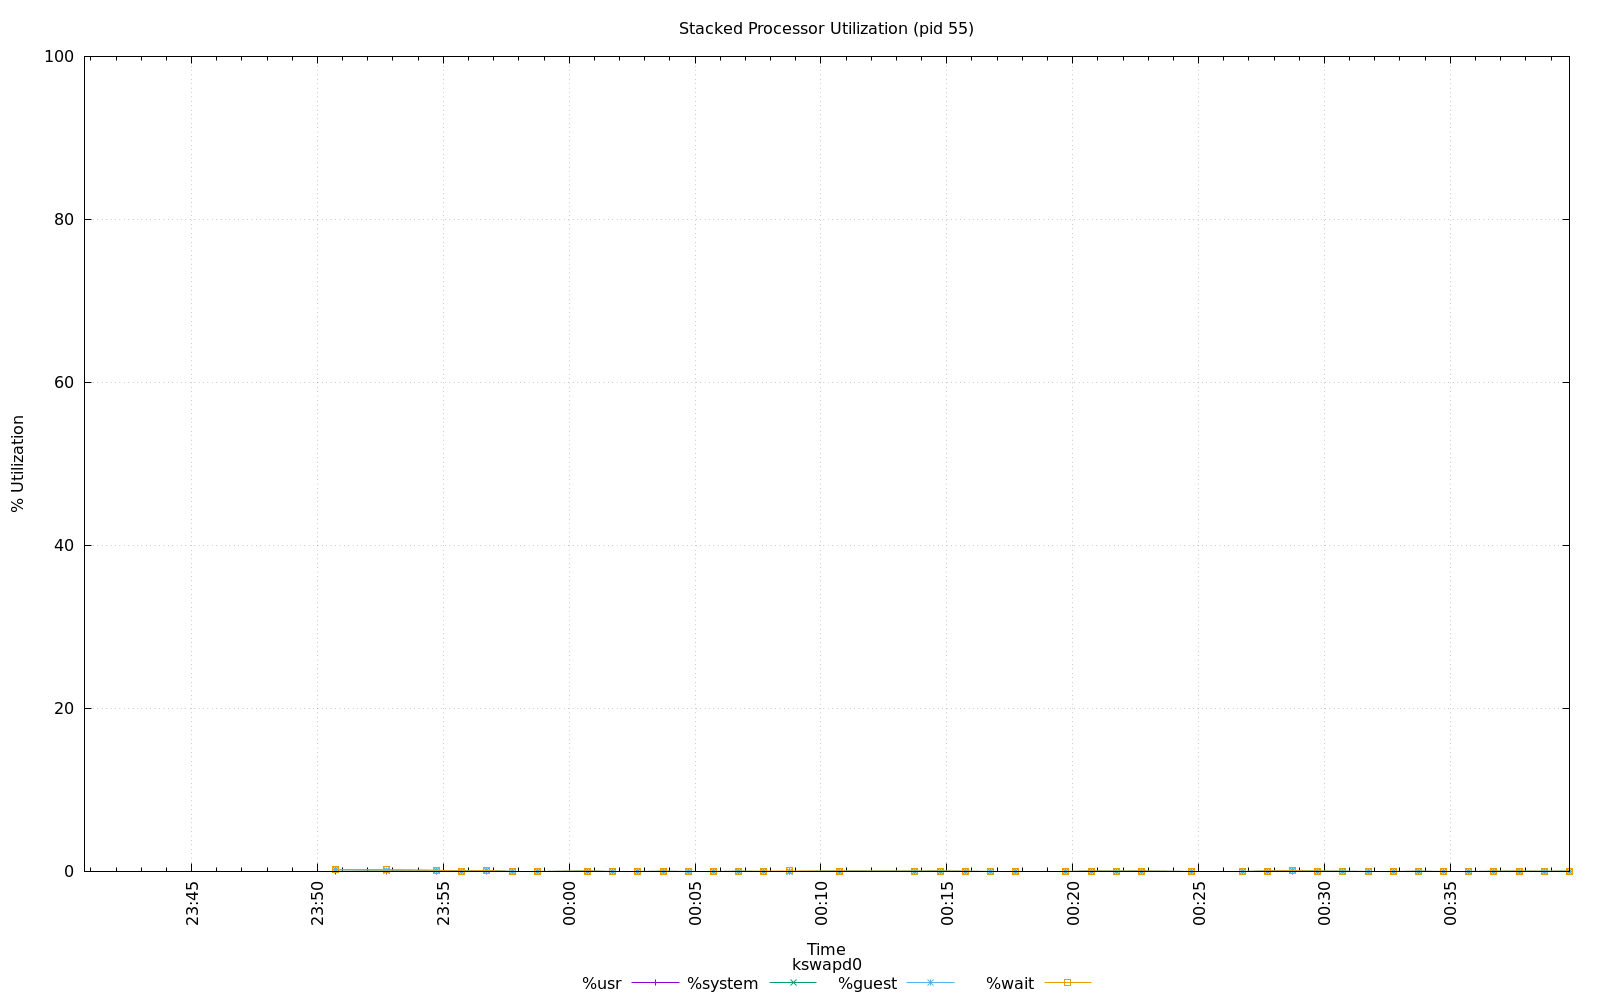 Stacked Processor Utilization (pid 55)
100
80
60
40
20
0
% Utilization
23:45 23:50 23:55 00:00 00:05 00:10 00:15 00:20 00:25 00:30 00:35
Time
kswapd0
%usr %system %guest %wait